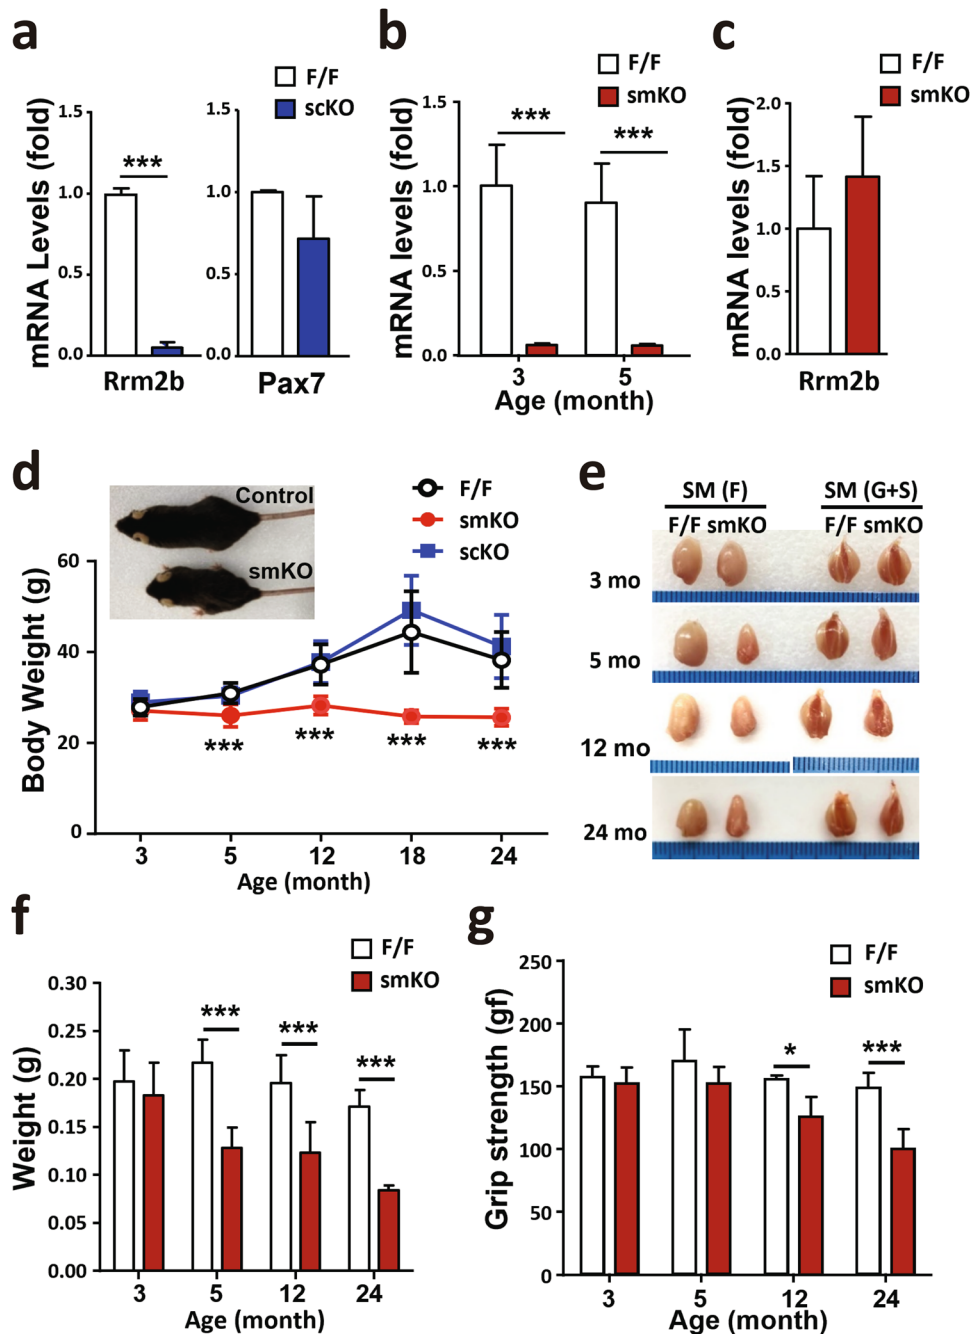 a
F/F
scKO
mRNA Levels (fold)
1.5
1.0
0.5
0.0
***
Rrm2b
1.5
1.0
0.5
0.0
Pax7
b
F/F
smKO
mRNA levels (fold)
1.5
1.0
0.5
0.0
***
***
3
5
Age (month)
c
F/F
smKO
mRNA levels (fold)
2.0
1.5
1.0
0.5
0.0
Rrm2b
d
Control
smKO
F/F
smKO
scKO
Body Weight (g)
60
40
20
0
***
***
***
***
3
5
12
18
24
Age (month)
e
SM (F)
SM (G+S)
F/F smKO
F/F smKO
3 mo
5 mo
12 mo
24 mo
f
F/F
smKO
Weight (g)
0.30
0.25
0.20
0.15
0.10
0.05
0.00
***
***
***
3
5
12
24
Age (month)
g
F/F
smKO
Grip strength (gf)
250
200
150
100
50
0
*
***
3
5
12
24
Age (month)